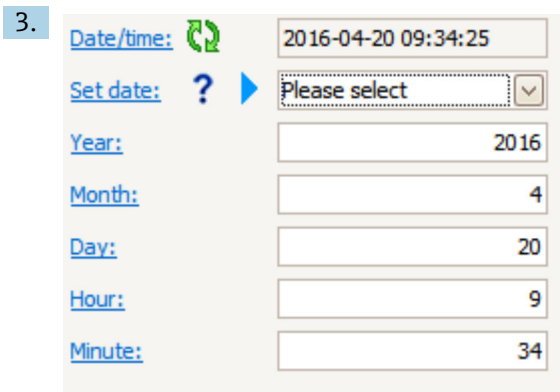 3.
Date/time: 2016-04-20 09:34:25
Set date: ? Please select
Year: 2016
Month: 4
Day: 20
Hour: 9
Minute: 34